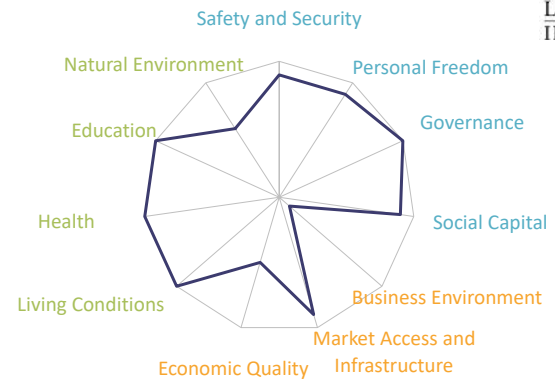 Safety and Security
Natural Environment
Personal Freedom
Education
Governance
Health
Social Capital
Living Conditions
Business Environment
Market Access and
Infrastructure
Economic Quality